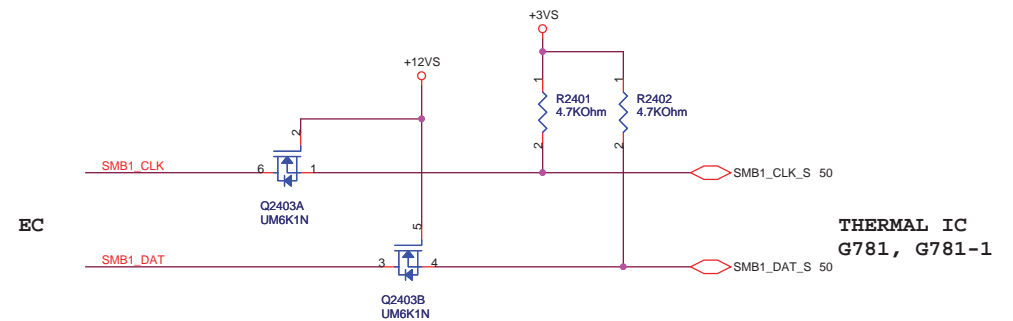 +3VS
+12VS
1
1
R2401
4.7KOhm
R2402
4.7KOhm
2
2
2
SMB1_CLK
6
1
SMB1_CLK_S 50
Q2403A
UM6K1N
EC
5
THERMAL IC
G781, G781-1
SMB1_DAT
3
4
SMB1_DAT_S 50
Q2403B
UM6K1N